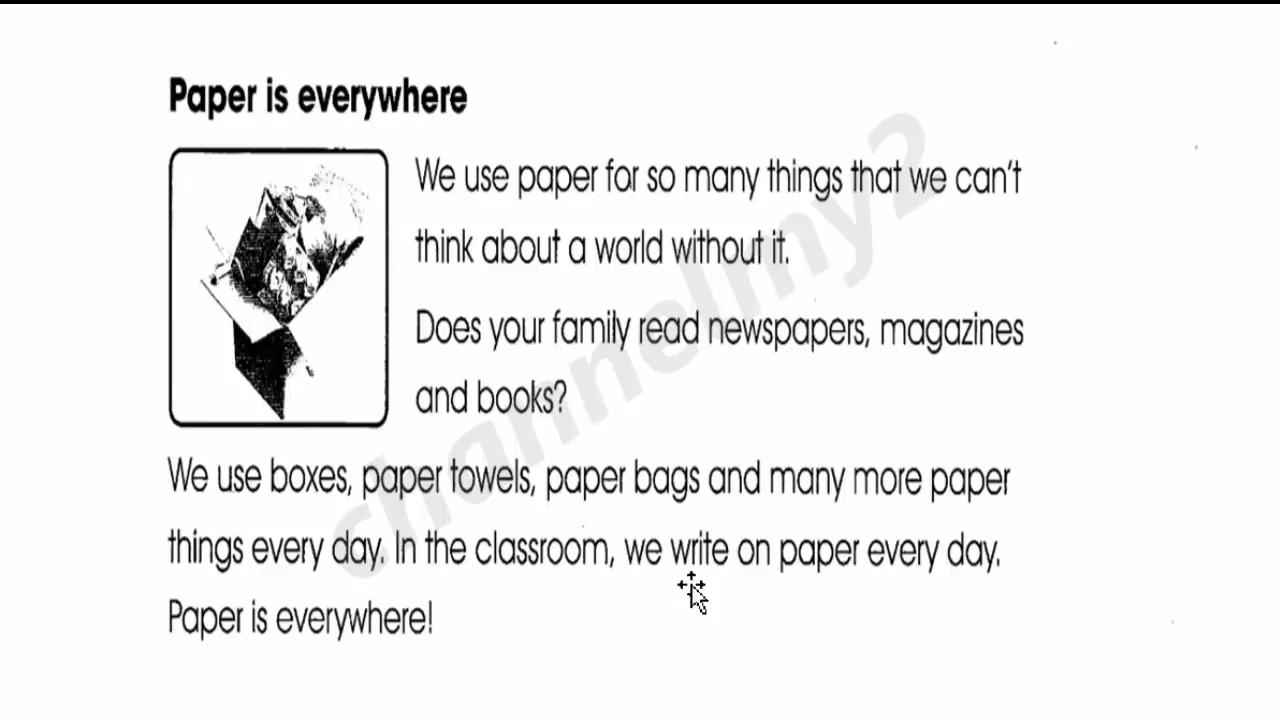 Paper is everywhere
We use paper for so many things that we can't
think about a world without it.
Does your family read newspapers, magazines
and books?
We use boxes, paper towels, paper bags and many more paper
things every day. In the classroom, we write on paper every day.
Paper is everywhere!
channelmy2